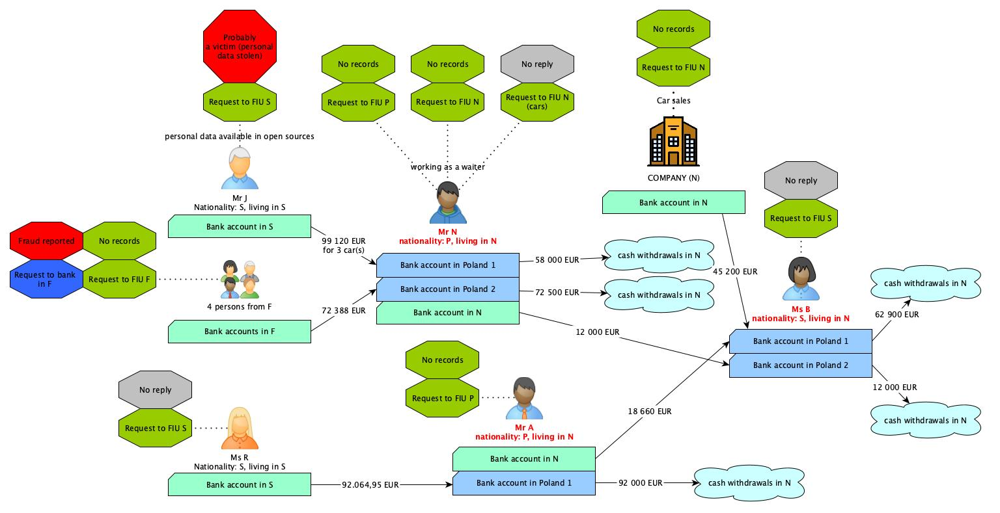 No records
Request to FIU N
Car sales
COMPANY (N)
Bank account in N
Probably
a victim (personal
data stolen)
Request to FIU S
personal data available in open sources
Mr J
Nationality: S, living in S
Bank account in S
No records
Request to FIU P
No records
Request to FIU N
No reply
Request to FIU N
(cars)
working as a waiter
Mr N
nationality: P, living in N
99 120 EUR
for 3 car(s)
Bank account in Poland 1
Bank account in Poland 2
Bank account in N
58 000 EUR
cash withdrawals in N
72 500 EUR
cash withdrawals in N
12 000 EUR
45 200 EUR
No reply
Request to FIU S
Ms B
nationality: S, living in N
Bank account in Poland 1
Bank account in Poland 2
62 900 EUR
cash withdrawals in N
12 000 EUR
cash withdrawals in N
Fraud reported
No records
Request to bank
in F
Request to FIU F
4 persons from F
Bank accounts in F
72 388 EUR
No records
Request to FIU P
Mr A
nationality: P, living in N
Bank account in N
Bank account in Poland 1
18 660 EUR
92 000 EUR
cash withdrawals in N
No reply
Request to FIU S
Ms R
Nationality: S, living in S
Bank account in S
92.064,95 EUR